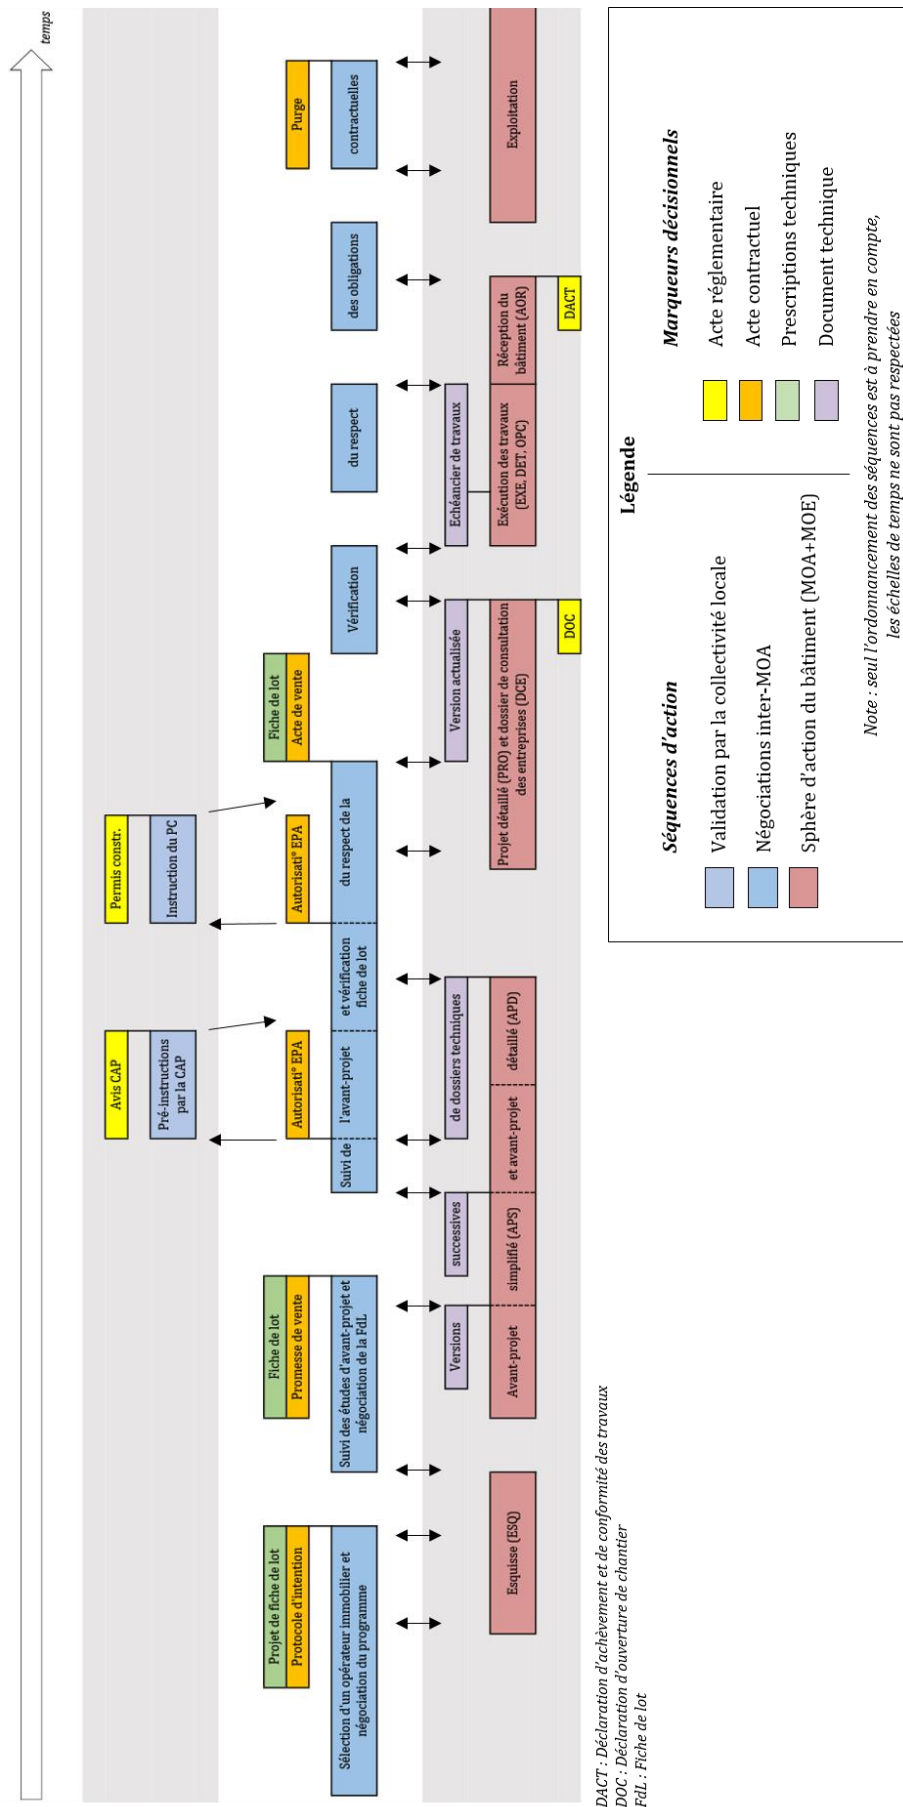 temps
Avis CAP
Pré-instructions
par la CAP
Permis constr.
Instruction du PC
Projet de fiche de lot
Protocole d'intention
Sélection d'un opérateur immobilier et
négociation du programme
Fiche de lot
Promesse de vente
Suivi des études d'avant-projet et
négociation de la FdL
Autorisati° EPA
Suivi de
l'avant-projet
et vérification
fiche de lot
Autorisati° EPA
du respect de la
Fiche de lot
Acte de vente
Vérification
du respect
des obligations
Purge
contractuelles
Esquisse (ESQ)
Versions
Avant-projet
successives
simplifié (APS)
de dossiers techniques
et avant-projet
détaillé (APD)
Version actualisée
Projet détaillé (PRO) et dossier de consultation
des entreprises (DCE)
DOC
Echéancier de travaux
Exécution des travaux
(EXE, DET, OPC)
Réception du
bâtiment (AOR)
DACT
Exploitation
DACT : Déclaration d'achèvement et de conformité des travaux
DOC : Déclaration d'ouverture de chantier
FdL : Fiche de lot
Légende
Séquences d'action
Validation par la collectivité locale
Négociations inter-MOA
Sphère d'action du bâtiment (MOA+MOE)
Marqueurs décisionnels
Acte réglementaire
Acte contractuel
Prescriptions techniques
Document technique
Note : seul l'ordonnancement des séquences est à prendre en compte,
les échelles de temps ne sont pas respectées